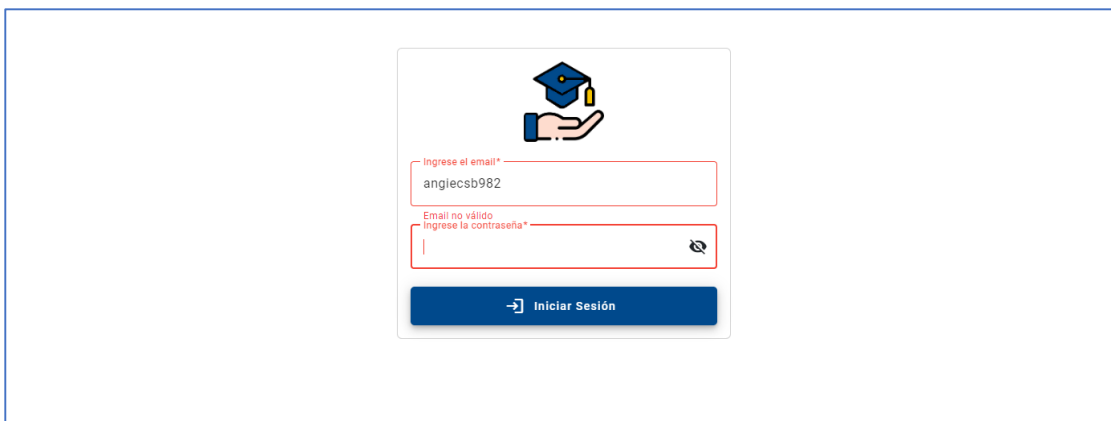 Ingrese el email*
angiecsb982
Email no válido
Ingrese la contraseña*
Iniciar Sesión